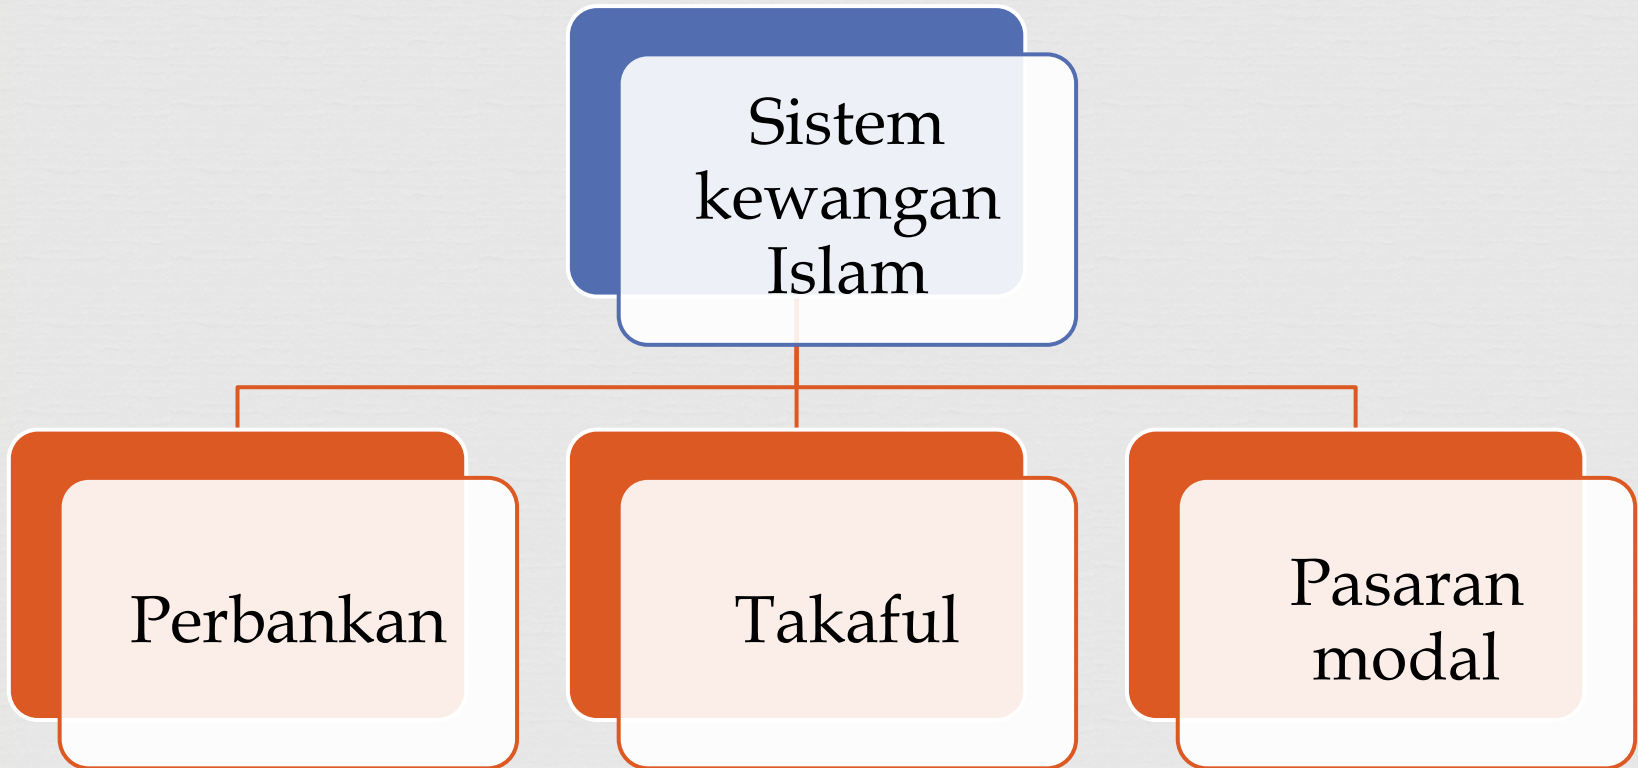 Sistem
kewangan
Islam
Perbankan
Takaful
Pasaran
modal